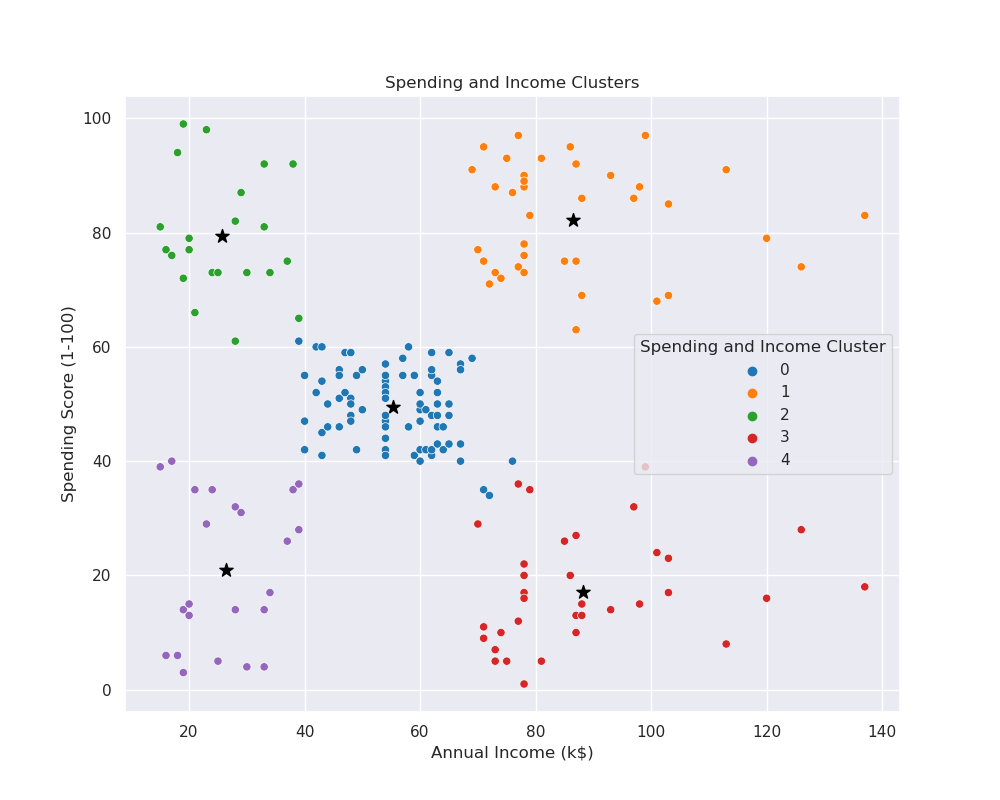 Spending and Income Clusters
100
80
60
40
20
0
Spending Score (1-100)
Spending and Income Cluster
0
1
2
3
4
20 40 60 80 100 120 140
Annual Income (k$)